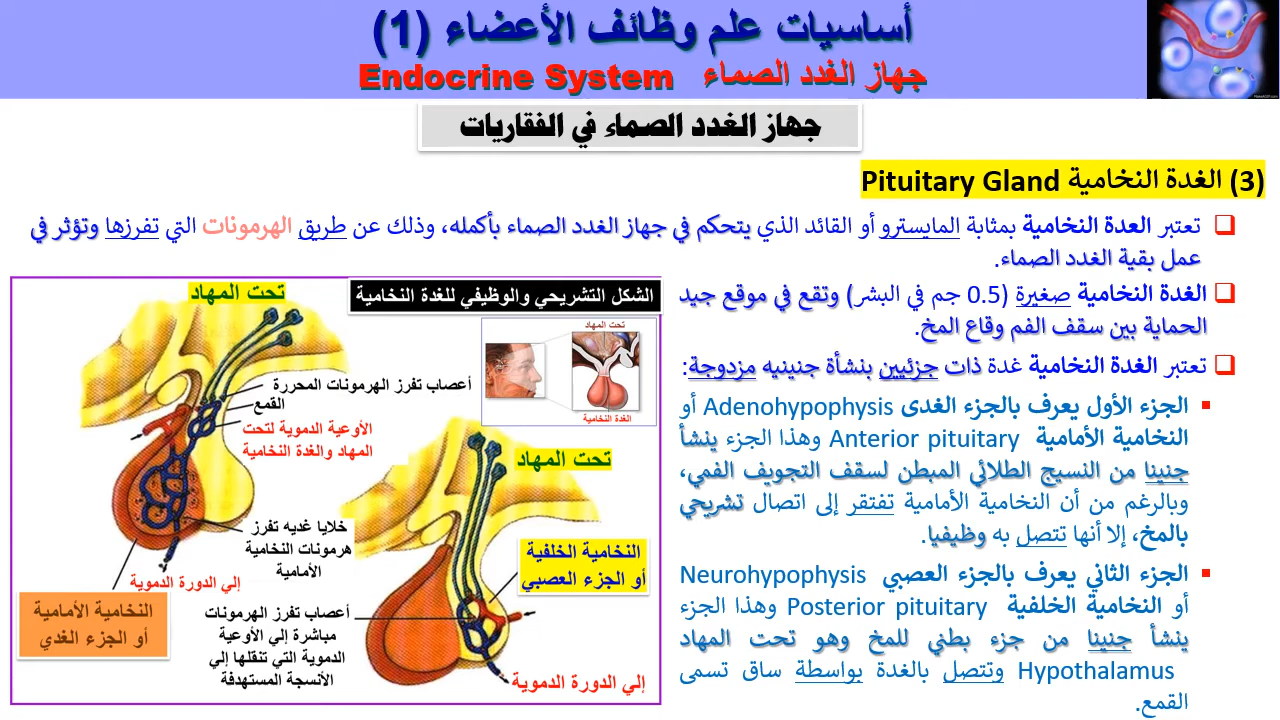 أساسيات علم وظائف الأعضاء (1)
جهاز الغدد الصماء Endocrine System
جهاز الغدد الصماء في الفقاريات
(3) الغدة النخامية Pituitary Gland
تعتبر العدة النخامية بمثابة المايسترو أو القائد الذي يتحكم في جهاز الغدد الصماء بأكمله، وذلك عن طريق الهرمونات التي تفرزها وتؤثر في
عمل بقية الغدد الصماء.
الغدة النخامية صغيرة (0.5 جم في البشر) وتقع في موقع جيد
الحماية بين سقف الفم وقاع المخ.
تعتبر الغدة النخامية غدة ذات جزئيين بنشأة جنينيه مزدوجة:
الجزء الأول يعرف بالجزء الغدى Adenohypophysis أو
النخامية الأمامية Anterior pituitary وهذا الجزء ينشأ
جنينا من النسيج الطلائي المبطن لسقف التجويف الفمي،
وبالرغم من أن النخامية الأمامية تفتقر إلى اتصال تشريحي
بالمخ، إلا أنها تتصل به وظيفيا.
الجزء الثاني يعرف بالجزء العصبي Neurohypophysis
أو النخامية الخلفية Posterior pituitary وهذا الجزء
ينشأ جنينا من جزء بطني للمخ وهو تحت المهاد
Hypothalamus وتتصل بالغدة بواسطة ساق تسمى
القمع.
الشكل التشريحي والوظيفي للغدة النخامية
تحت المهاد
تحت المهاد
الغدة النخامية
أعصاب تفرز الهرمونات المحررة
القمع
الأوعية الدموية لتحت
المهاد والغدة النخامية
خلايا غديه تفرز
هرمونات النخامية
الأمامية
إلي الدورة الدموية
النخامية الأمامية
أو الجزء الغدي
تحت المهاد
النخامية الخلفية
أو الجزء العصبي
أعصاب تفرز الهرمونات
مباشرة إلي الأوعية
الدموية التي تنقلها إلي
الأنسجة المستهدفة
إلي الدورة الدموية